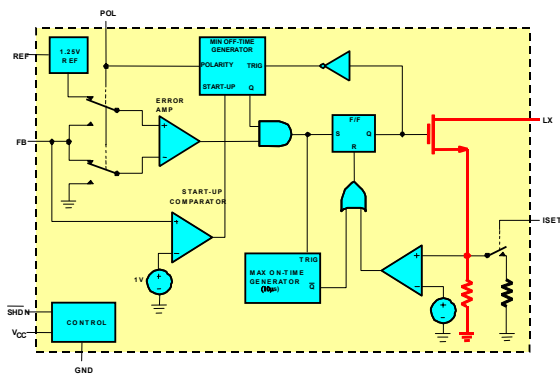 POL
MIN OFF-TIME
GENERATOR
REF
1.25V
REF
POLARITY
TRIG
START-UP
Q
ERROR
AMP
F/F
S
Q
R
LX
FB
+
−
START-UP
COMPARATOR
+
−
ISET
1V
+
−
TRIG
MAX ON-TIME
GENERATOR
(10µs)
Q
+
−
+
−
SHDN
VCC
CONTROL
GND